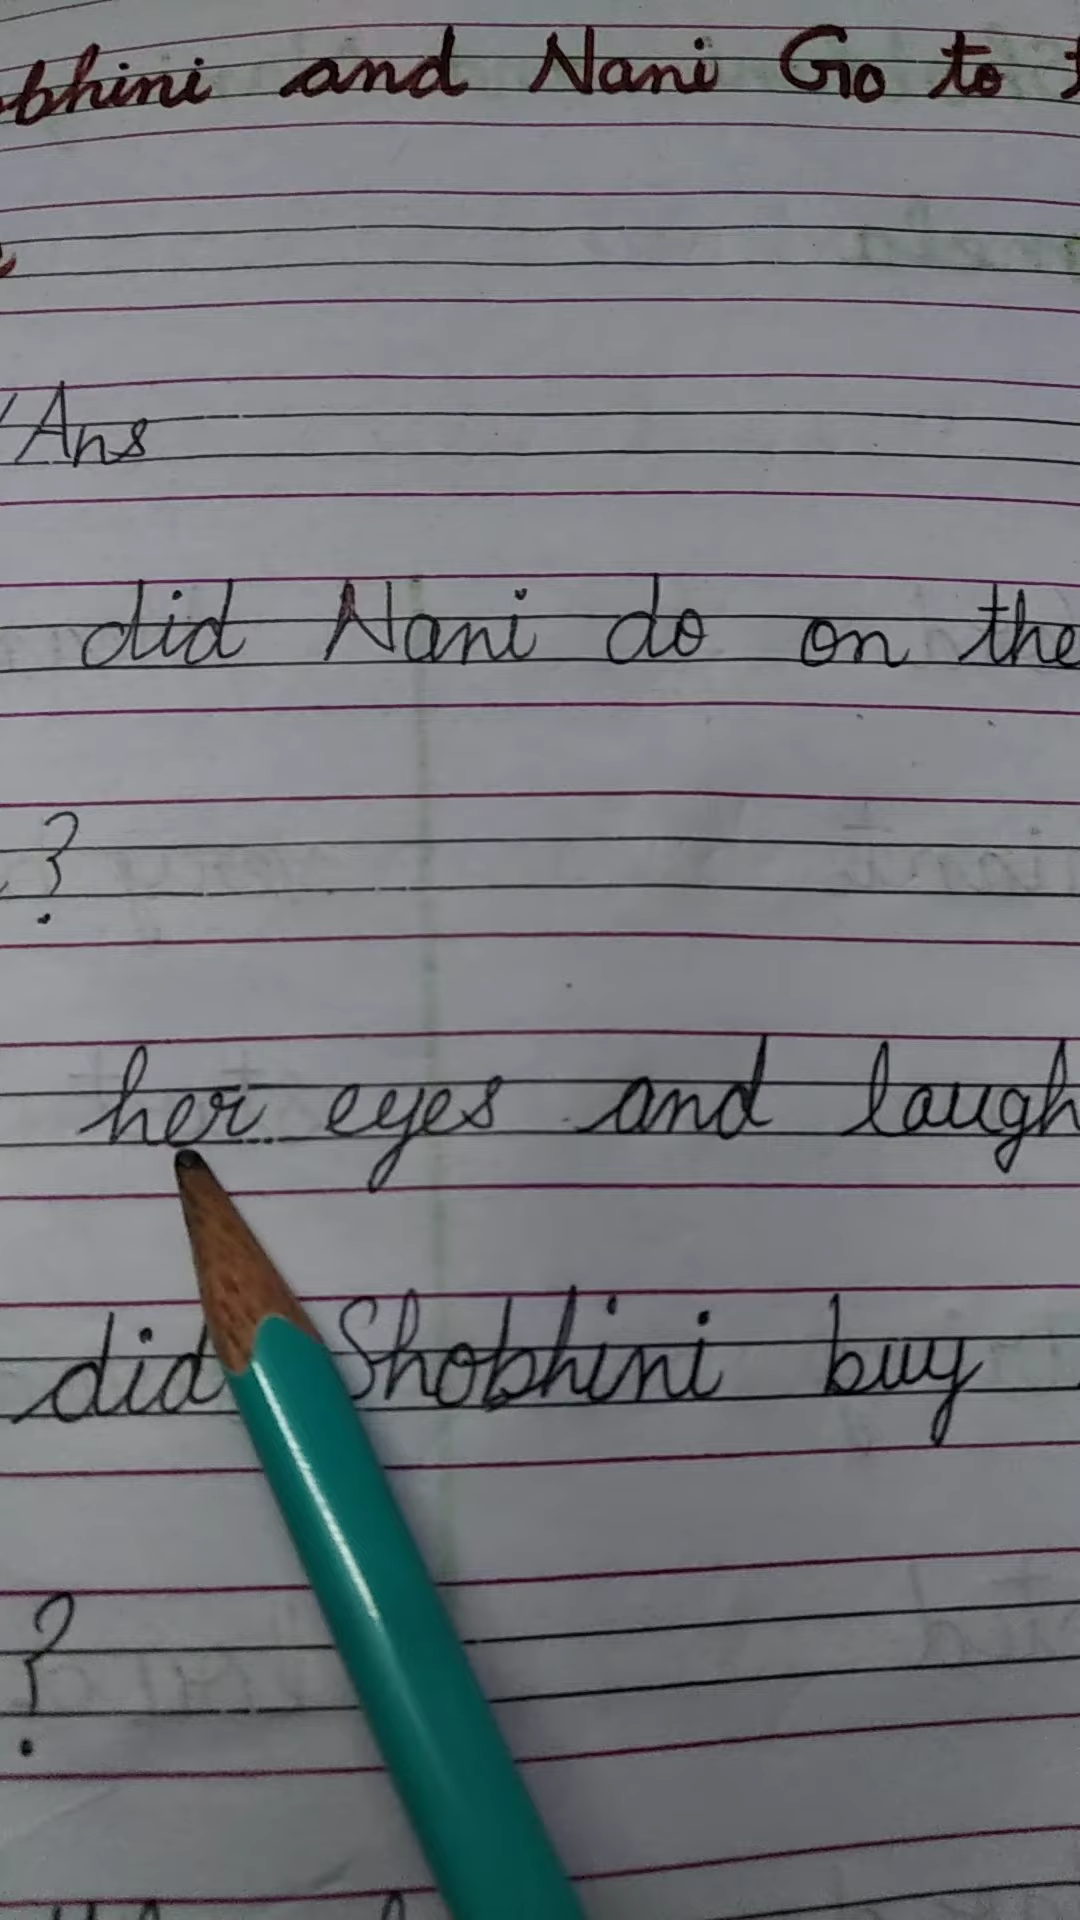 bhini and Nani Go to
Ans
did Nani do on the
?
her eyes and laugh
did Shobhini buy
?